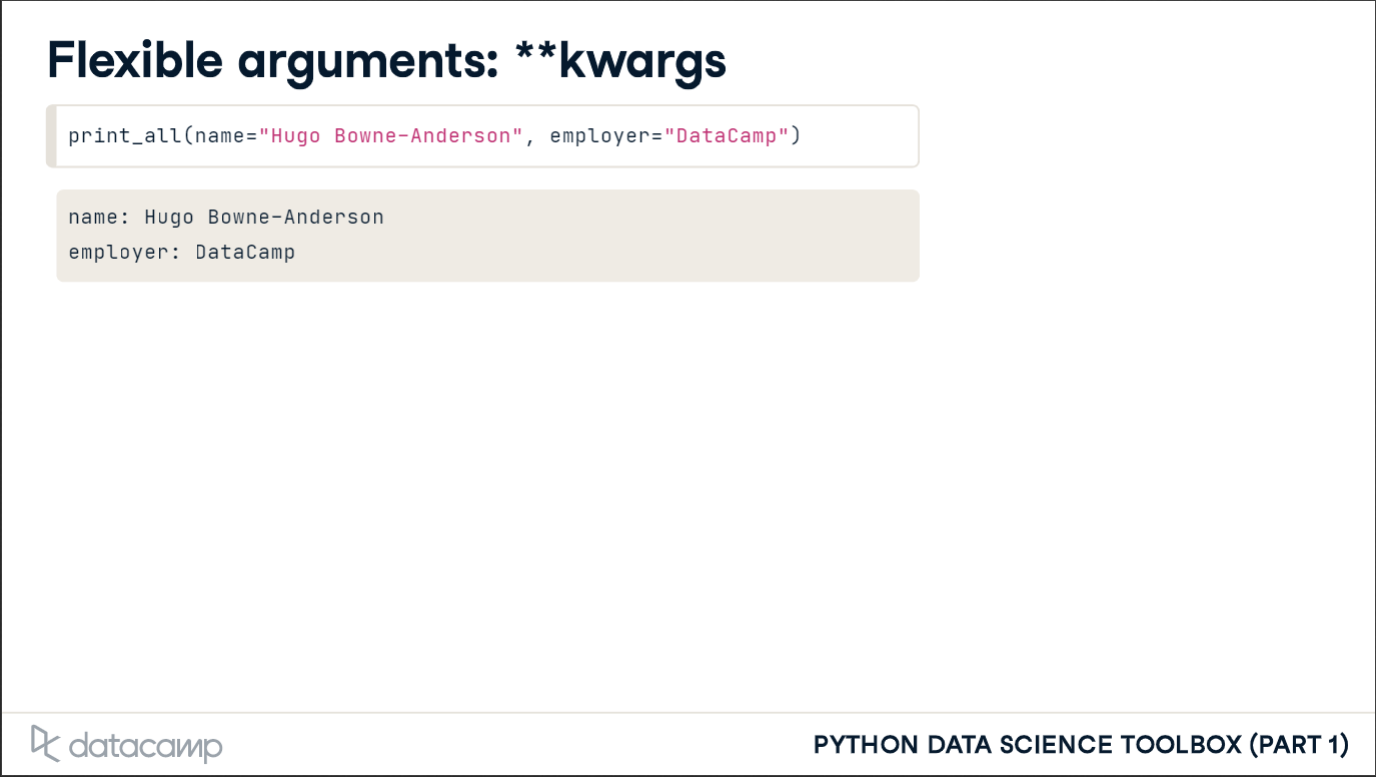 Flexible arguments: **kwargs
print_all(name="Hugo Bowne-Anderson", employer="DataCamp")
name: Hugo Bowne-Anderson
employer: DataCamp
datacamp
PYTHON DATA SCIENCE TOOLBOX (PART 1)